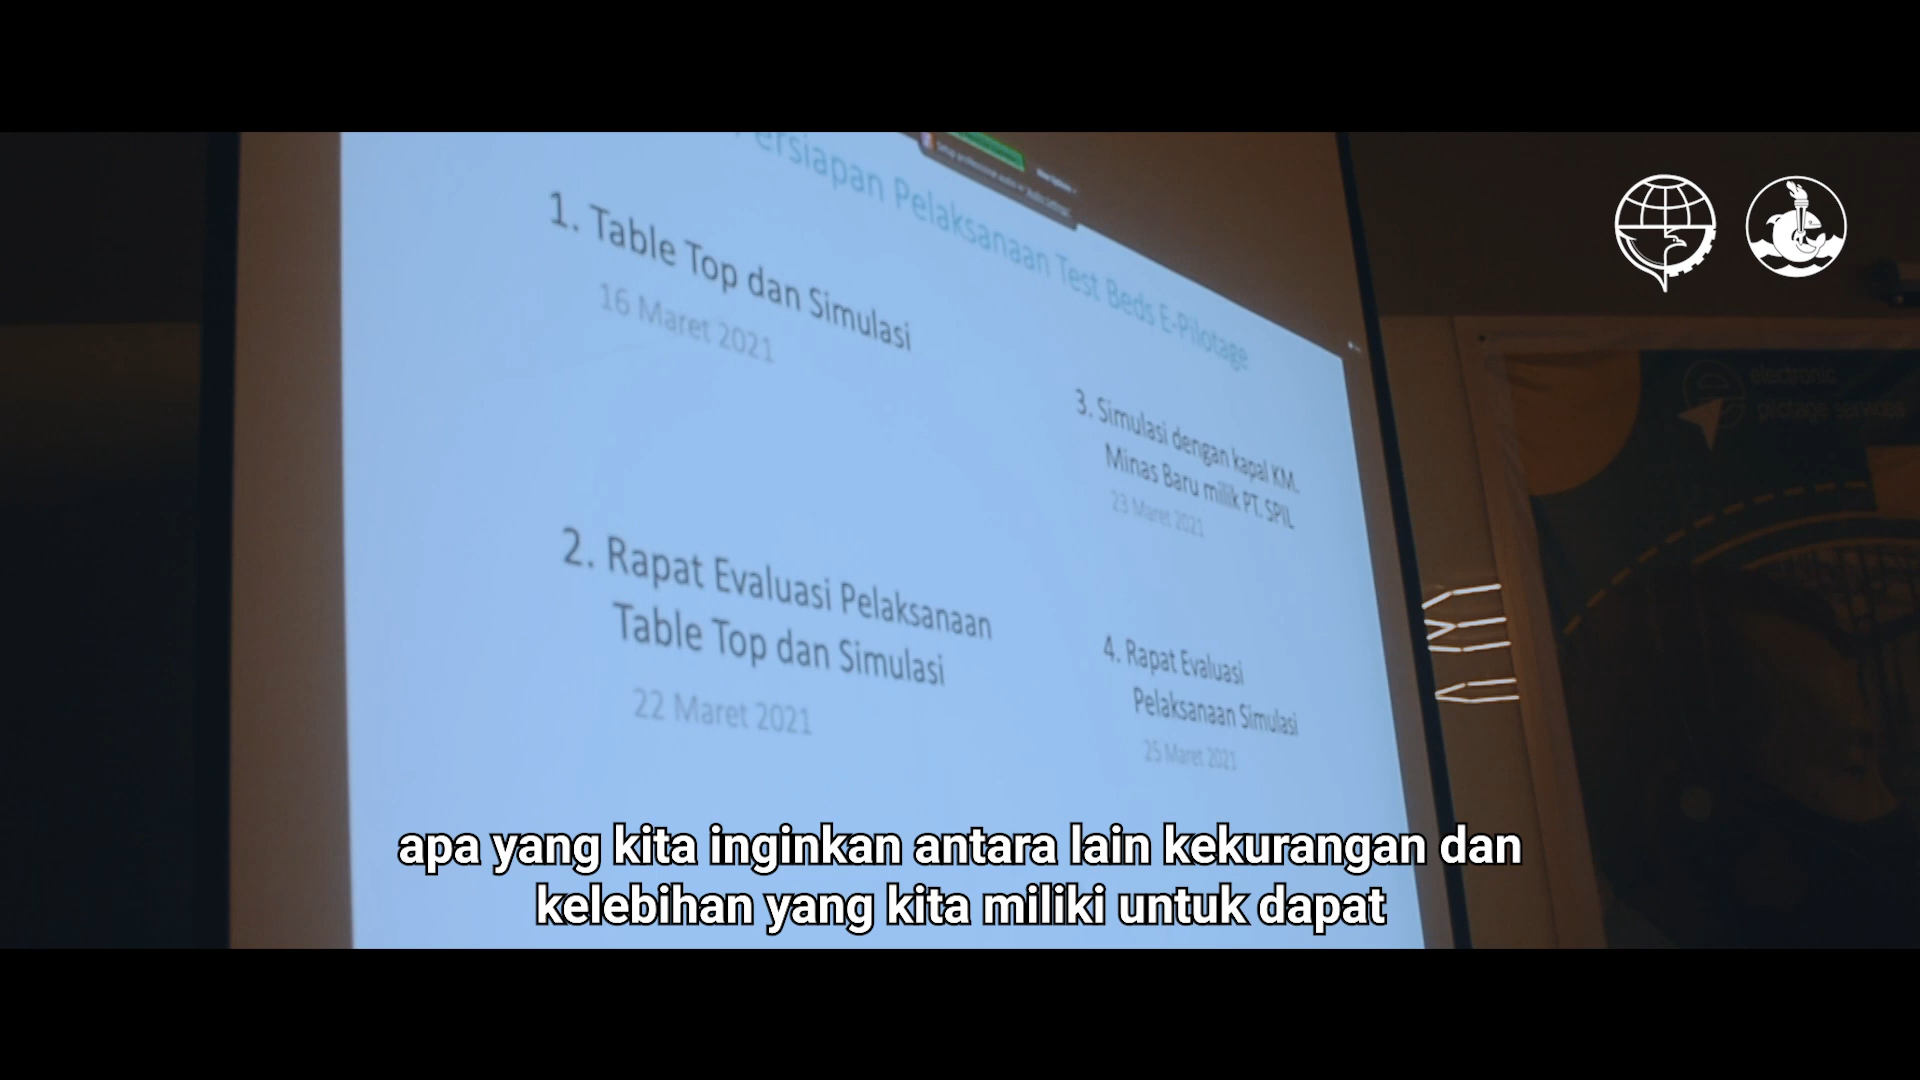 Persiapan Pelaksanaan Test Beds E-Pilotage
1. Table Top dan Simulasi
16 Maret 2021
2. Rapat Evaluasi Pelaksanaan
Table Top dan Simulasi
22 Maret 2021
3. Simulasi dengan kapal KM.
Minas Baru milik PT. SPIL
23 Maret 2021
4. Rapat Evaluasi
Pelaksanaan Simulasi
25 Maret 2021
electronic
pilotage services
apa yang kita inginkan antara lain kekurangan dan
kelebihan yang kita miliki untuk dapat